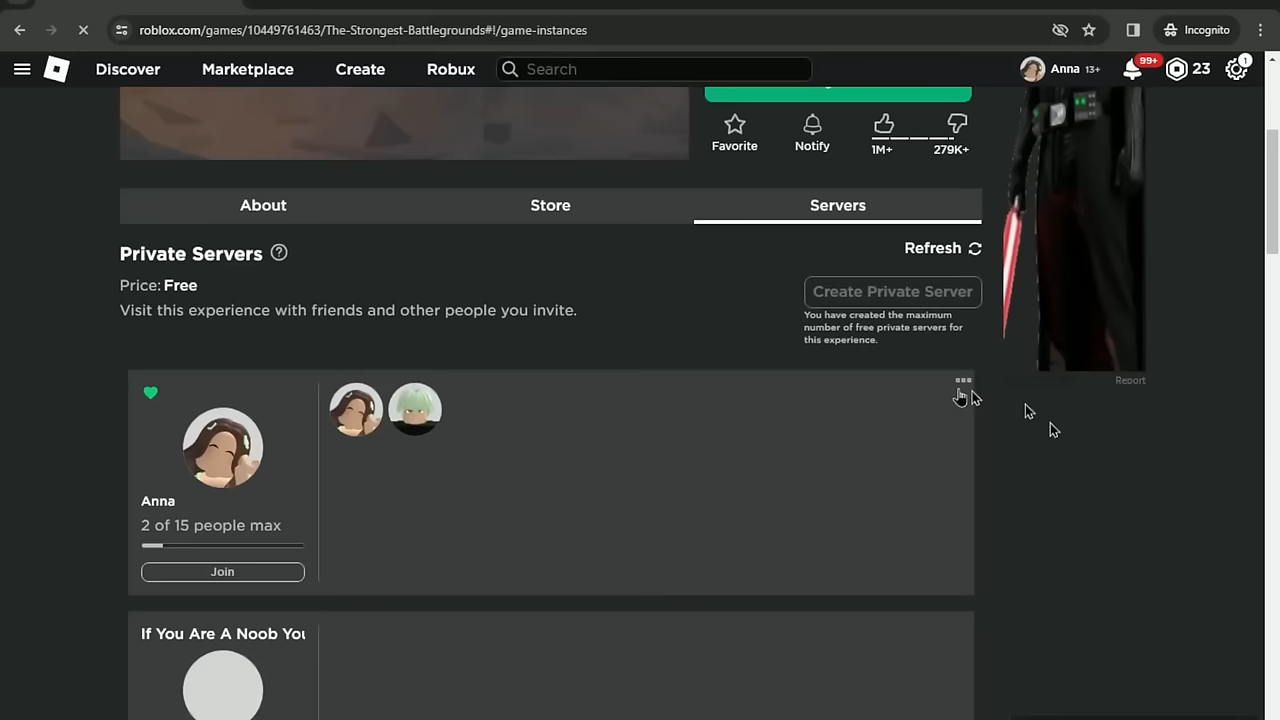 roblox.com/games/10449761463/The-Strongest-Battlegrounds#!/game-instances
Incognito
Discover
Marketplace
Create
Robux
Search
Anna 13+
99+
23
1
Favorite
Notify
1M+
279K+
About
Store
Servers
Private Servers
Refresh
Price: Free
Visit this experience with friends and other people you invite.
Create Private Server
You have created the maximum
number of free private servers for
this experience.
Report
Anna
2 of 15 people max
Join
If You Are A Noob You